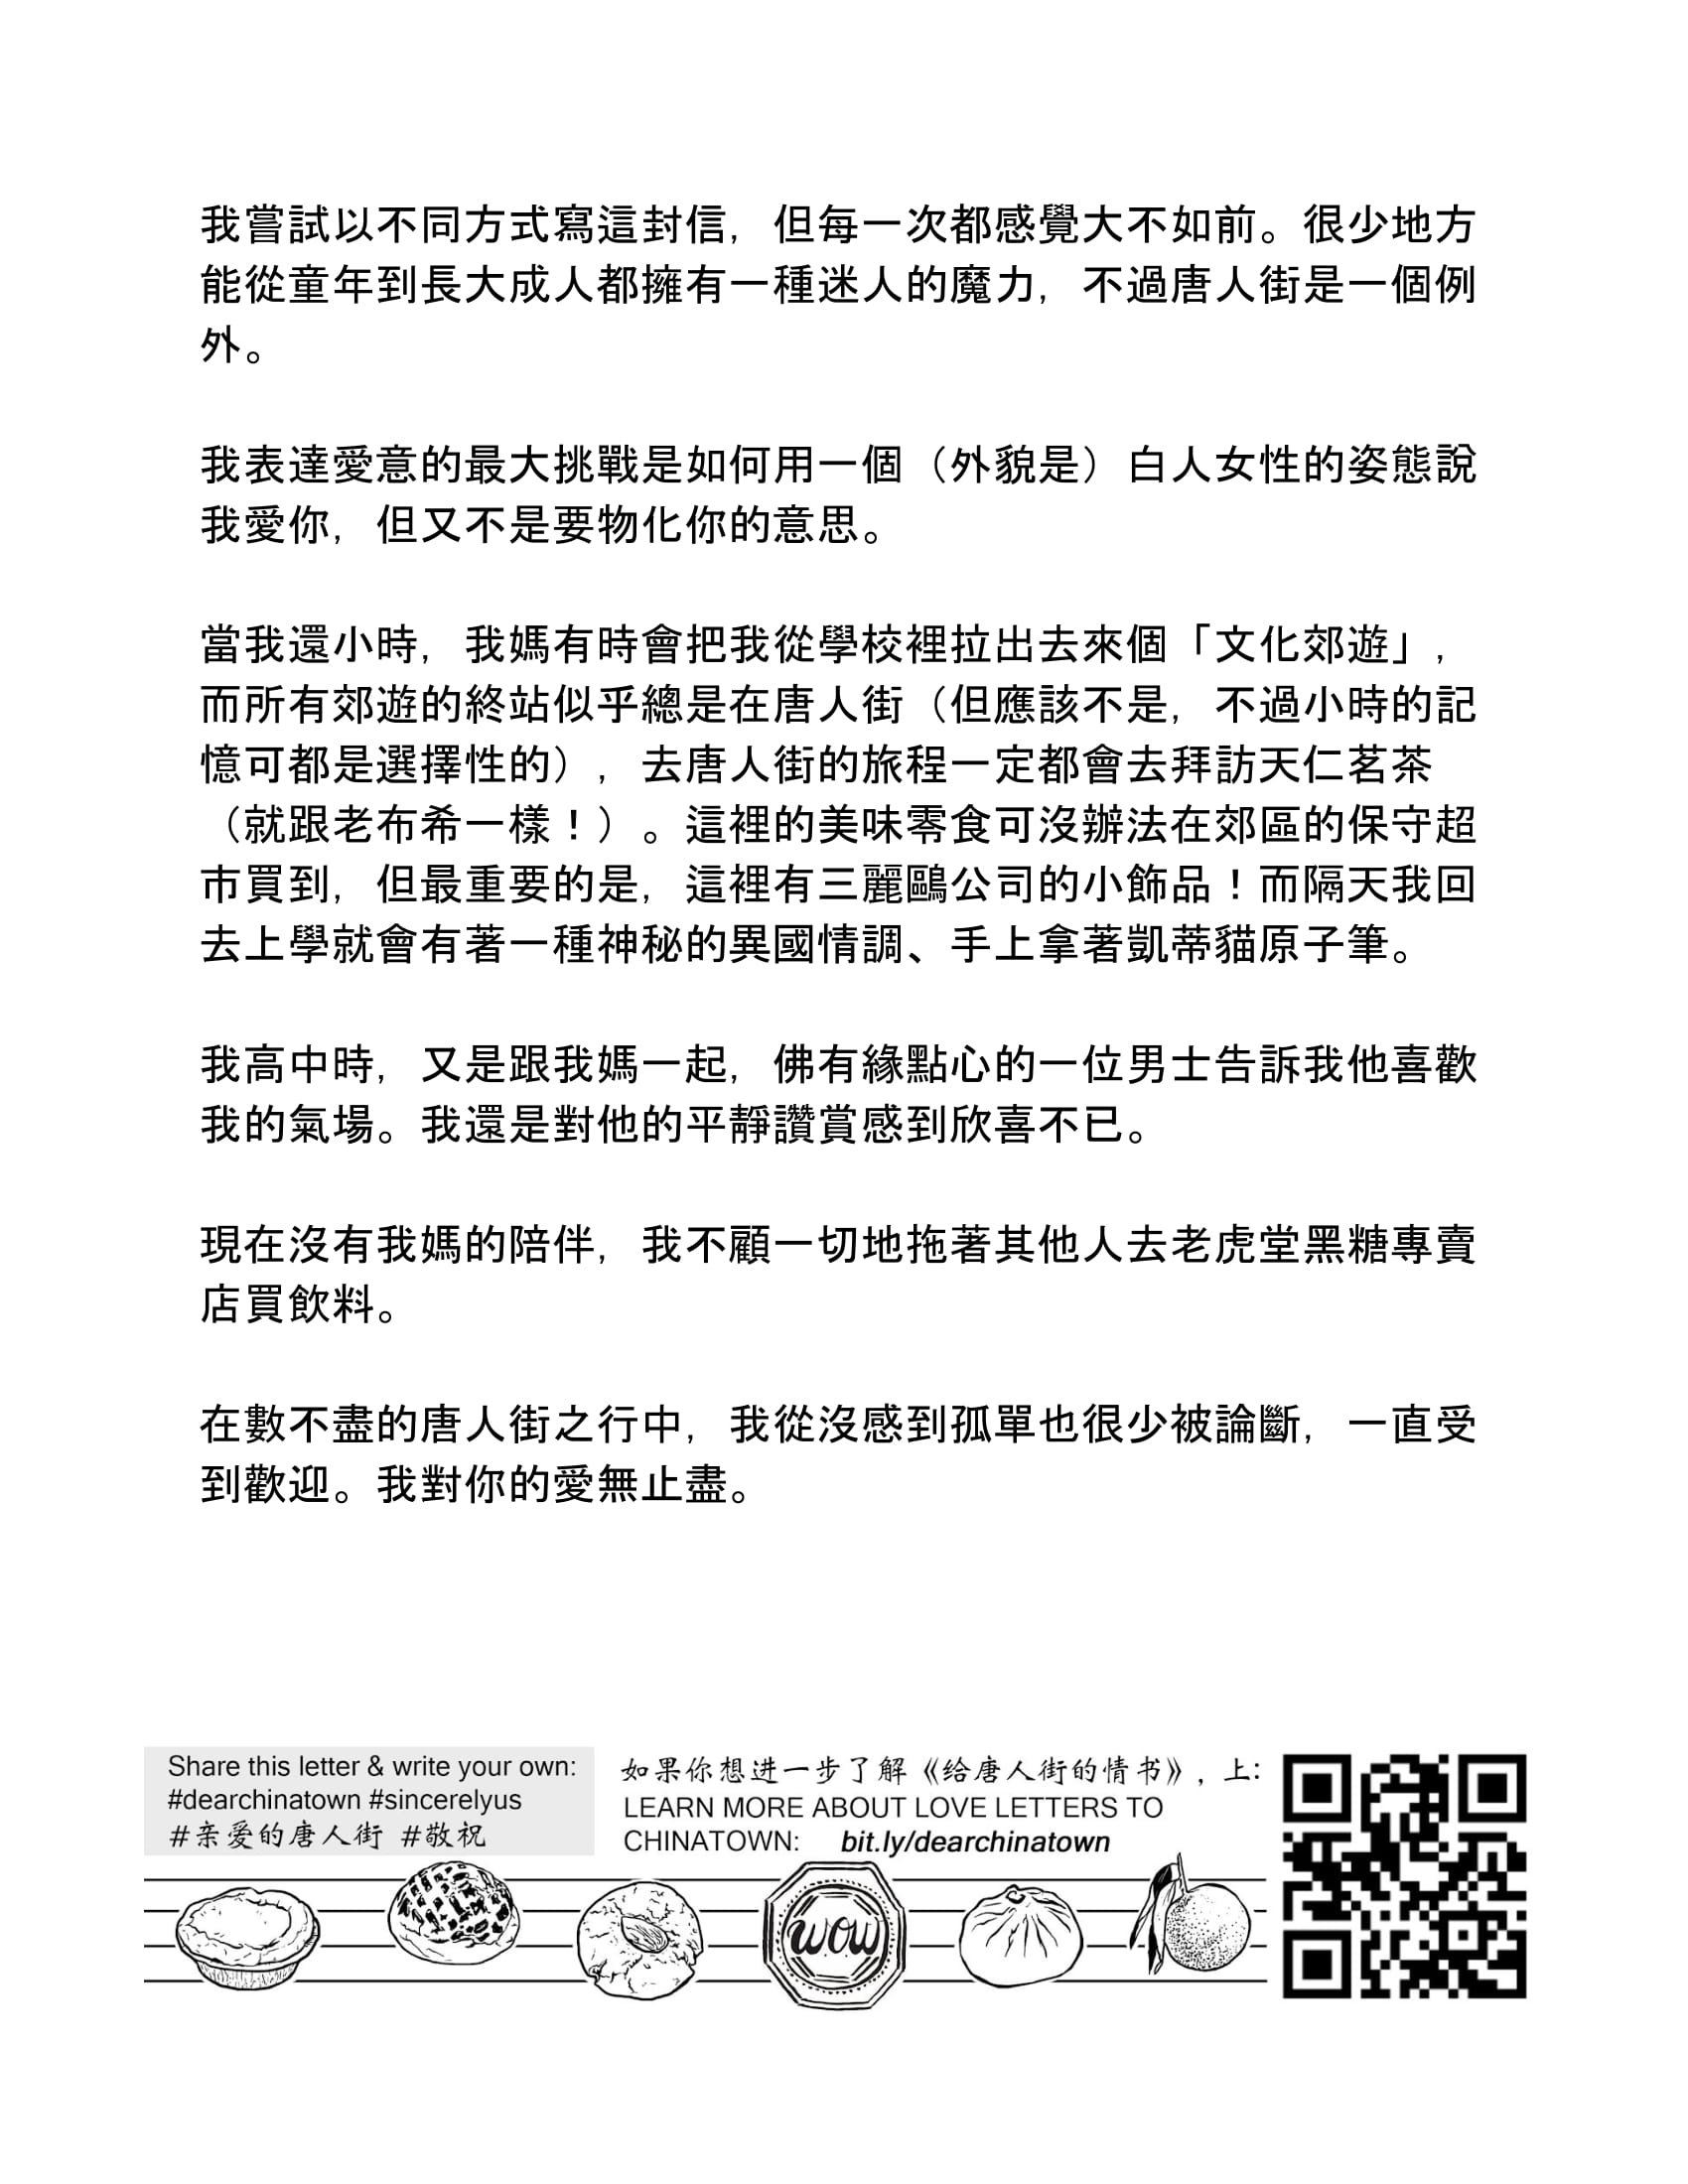 我嘗試以不同方式寫這封信，但每一次都感覺大不如前。很少地方
能從童年到長大成人都擁有一種迷人的魔力，不過唐人街是一個例
外。
我表達愛意的最大挑戰是如何用一個（外貌是）白人女性的姿態說
我愛你，但又不是要物化你的意思。
當我還小時，我媽有時會把我從學校裡拉出去來個「文化郊遊」，
而所有郊遊的終站似乎總是在唐人街（但應該不是，不過小時的記
憶可都是選擇性的），去唐人街的旅程一定都會去拜訪天仁茗茶
（就跟老布希一樣！）。這裡的美味零食可沒辦法在郊區的保守超
市買到，但最重要的是，這裡有三麗鷗公司的小飾品！而隔天我回
去上學就會有著一種神秘的異國情調、手上拿著凱蒂貓原子筆。
我高中時，又是跟我媽一起，佛有緣點心的一位男士告訴我他喜歡
我的氣場。我還是對他的平靜讚賞感到欣喜不已。
現在沒有我媽的陪伴，我不顧一切地拖著其他人去老虎堂黑糖專賣
店買飲料。
在數不盡的唐人街之行中，我從沒感到孤單也很少被論斷，一直受
到歡迎。我對你的愛無止盡。
Share this letter & write your own:
#dearchinatown #sincerelyus
#亲爱的唐人街 #敬祝
如果你想进一步了解《给唐人街的情书》, 上:
LEARN MORE ABOUT LOVE LETTERS TO
CHINATOWN: bit.ly/dearchinatown
WOW